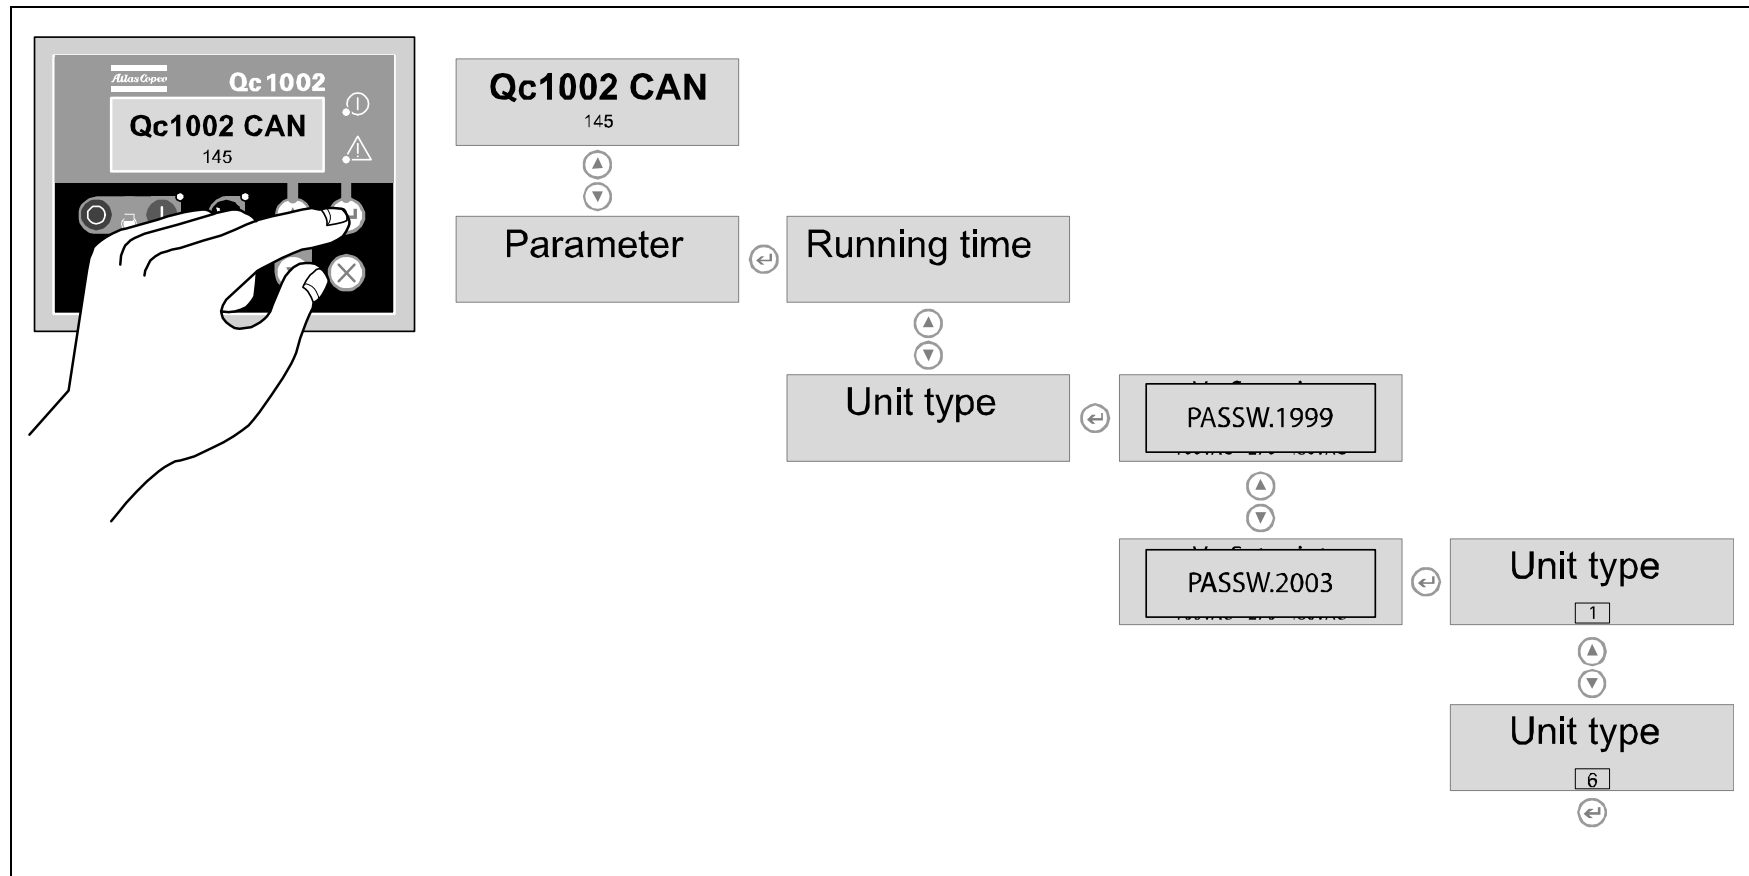 Atlas Copco
Qc1002
Qc1002 CAN
145
Qc1002 CAN
145
Parameter
Running time
Unit type
PASSW.1999
PASSW.2003
Unit type
1
Unit type
6